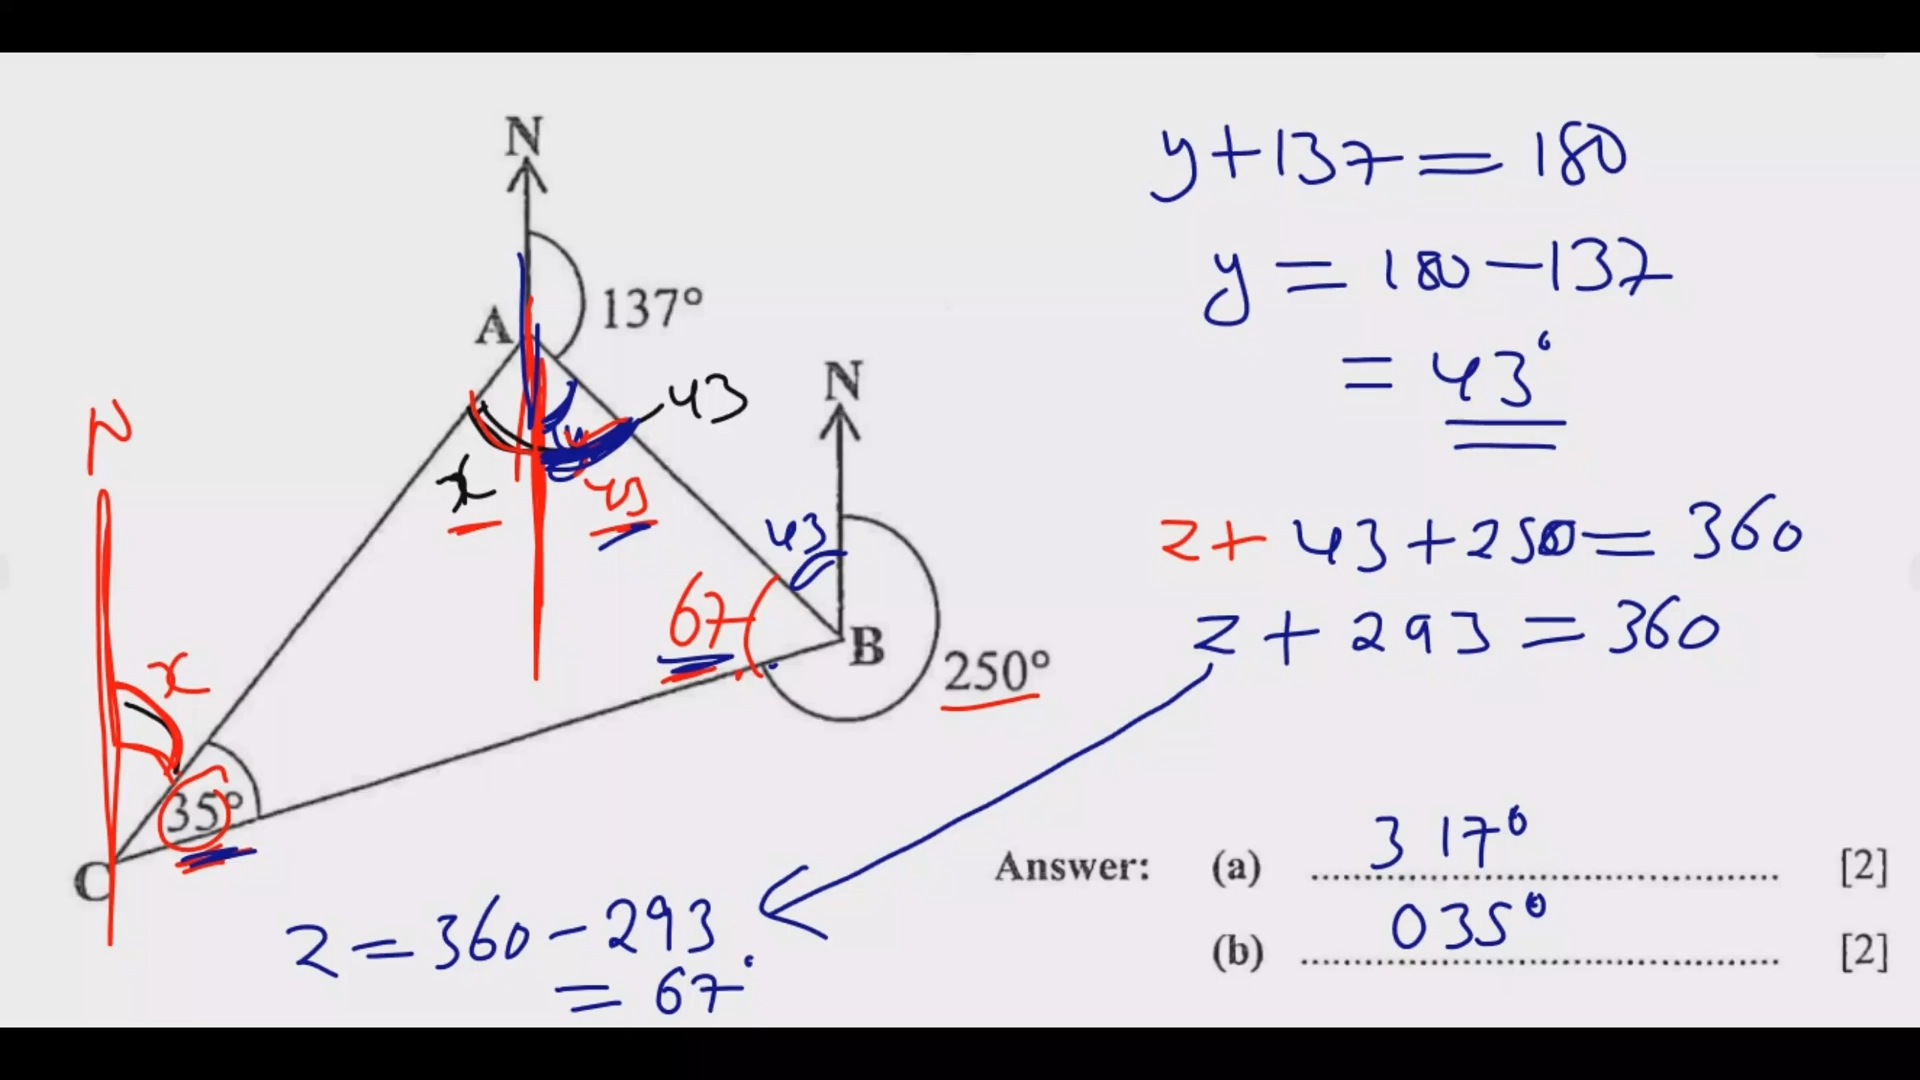 N
y+137=180
y = 180-137
= 43°
137°
A
43
N
N
x
y
43
43
z+ 43+250=360
67
z + 293 = 360
B
250°
x
35°
C
Answer: (a) 317° [2]
(b) 035° [2]
z=360-293
= 67°